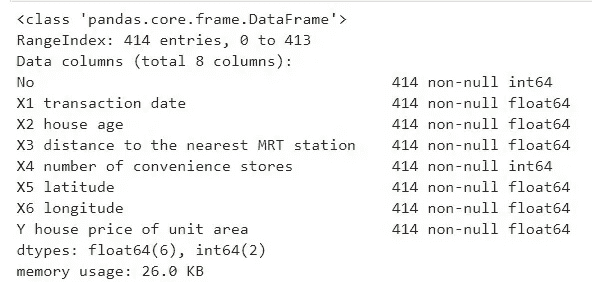 <class 'pandas.core.frame.DataFrame'>
RangeIndex: 414 entries, 0 to 413
Data columns (total 8 columns):
No                                        414 non-null int64
X1 transaction date                       414 non-null float64
X2 house age                              414 non-null float64
X3 distance to the nearest MRT station    414 non-null float64
X4 number of convenience stores           414 non-null int64
X5 latitude                               414 non-null float64
X6 longitude                              414 non-null float64
Y house price of unit area                414 non-null float64
dtypes: float64(6), int64(2)
memory usage: 26.0 KB